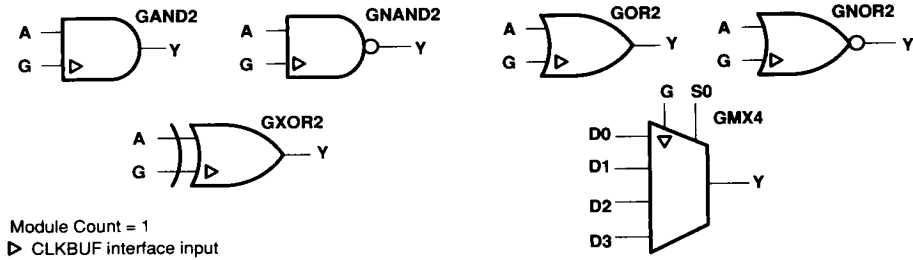 GAND2
A
G
Y
GNAND2
A
G
Y
GOR2
A
G
Y
GNOR2
A
G
Y
GXOR2
A
G
Y
G S0
GMX4
D0
D1
D2
D3
Y
Module Count = 1
▷ CLKBUF interface input